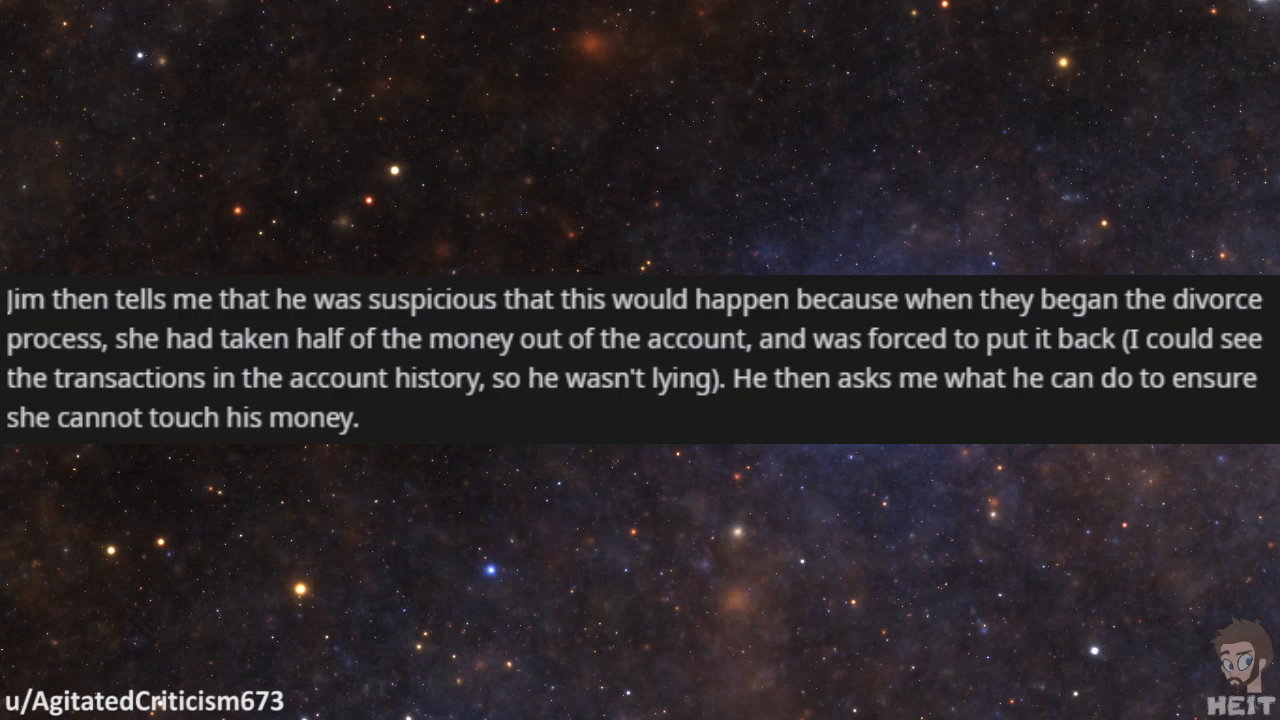 Jim then tells me that he was suspicious that this would happen because when they began the divorce
process, she had taken half of the money out of the account, and was forced to put it back (I could see
the transactions in the account history, so he wasn't lying). He then asks me what he can do to ensure
she cannot touch his money.
u/AgitatedCriticism673
HEIT